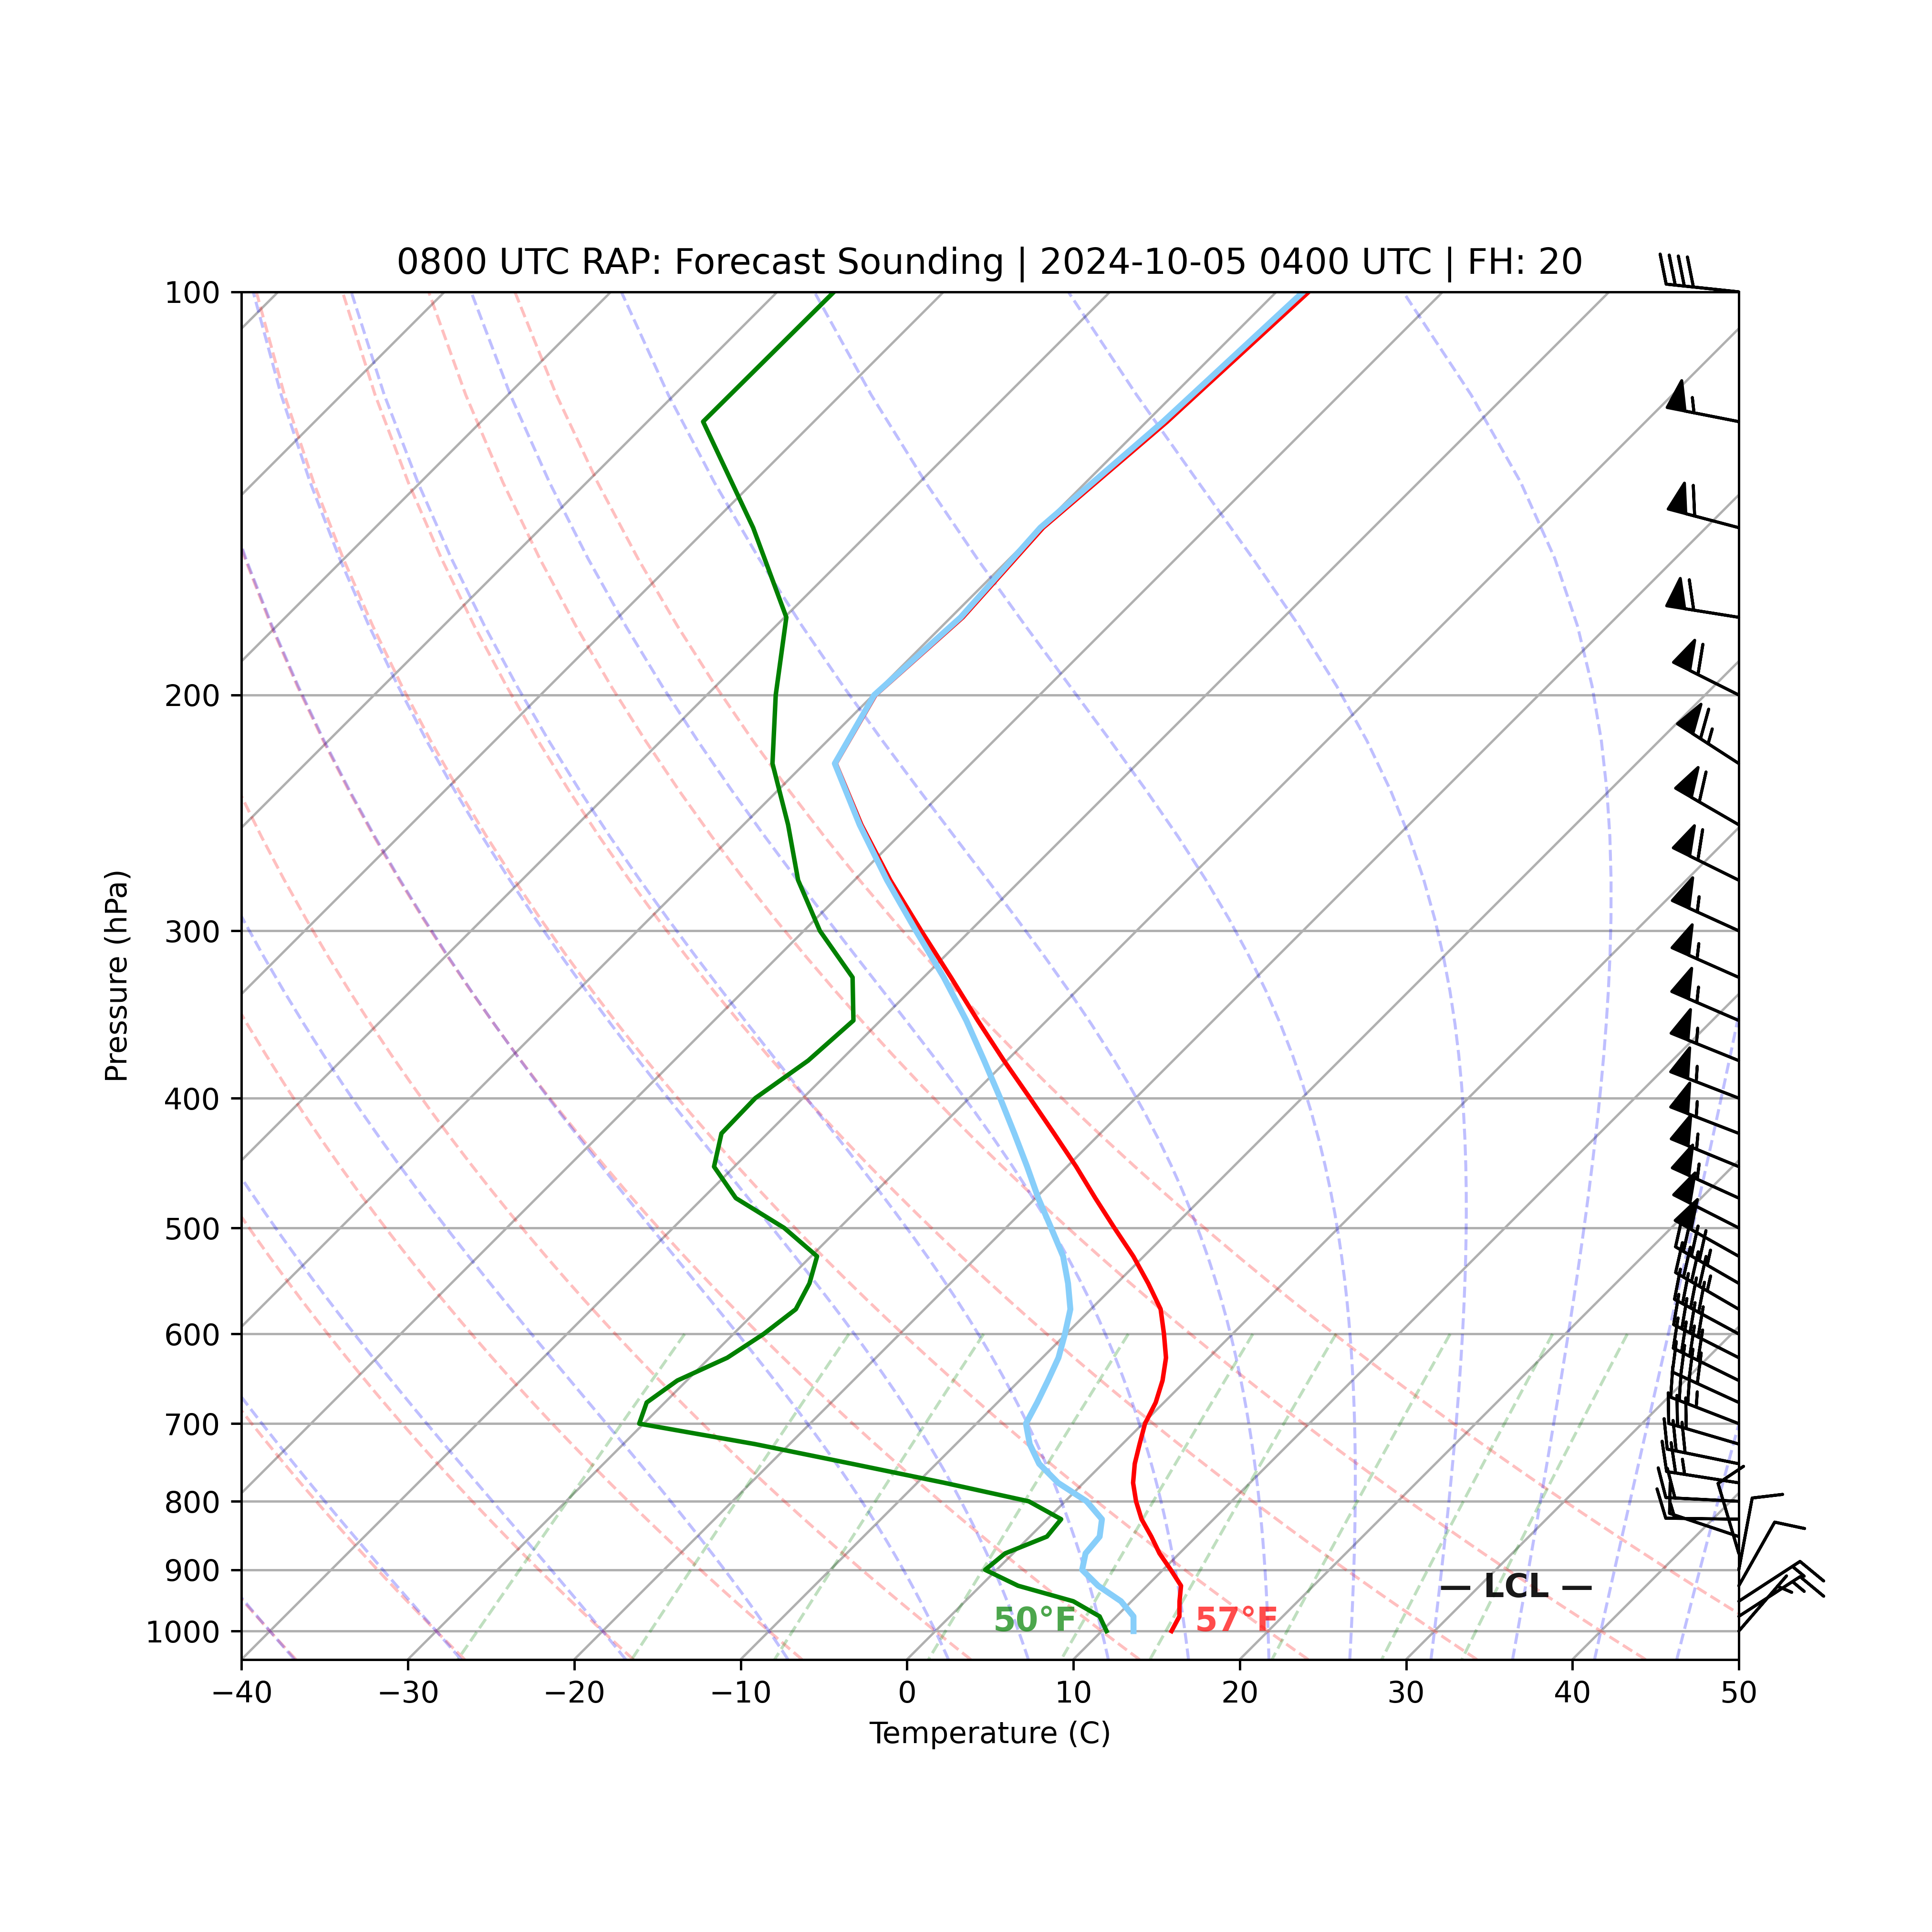 0800 UTC RAP: Forecast Sounding | 2024-10-05 0400 UTC | FH: 20
100
200
300
400
500
600
700
800
900
1000
Pressure (hPa)
— LCL —
50°F
57°F
−40 −30 −20 −10 0 10 20 30 40 50
Temperature (C)